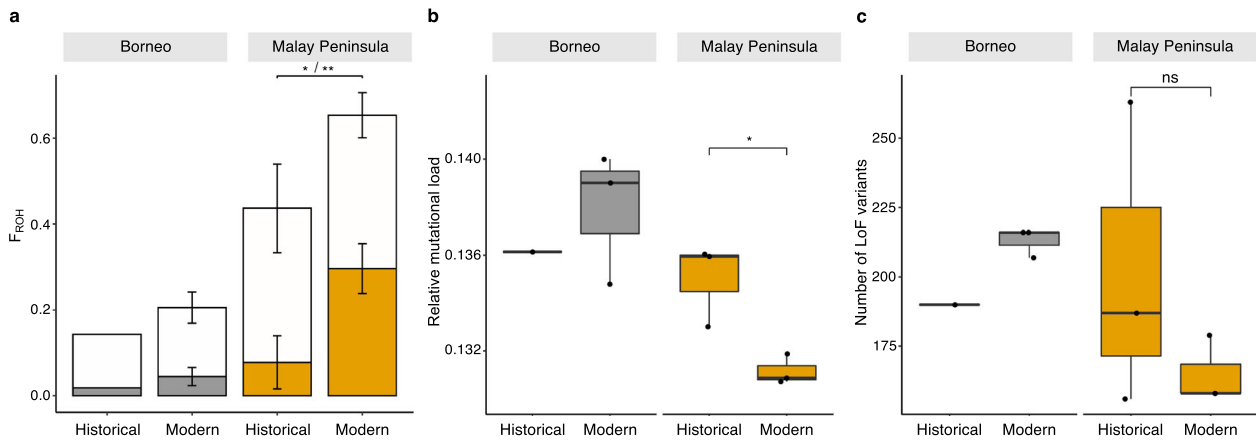 a
Borneo
Malay Peninsula
* / **
F_ROH
0.6
0.4
0.2
0.0
Historical
Modern
Historical
Modern
b
Borneo
Malay Peninsula
*
Relative mutational load
0.140
0.136
0.132
Historical
Modern
Historical
Modern
c
Borneo
Malay Peninsula
ns
Number of LoF variants
250
225
200
175
Historical
Modern
Historical
Modern